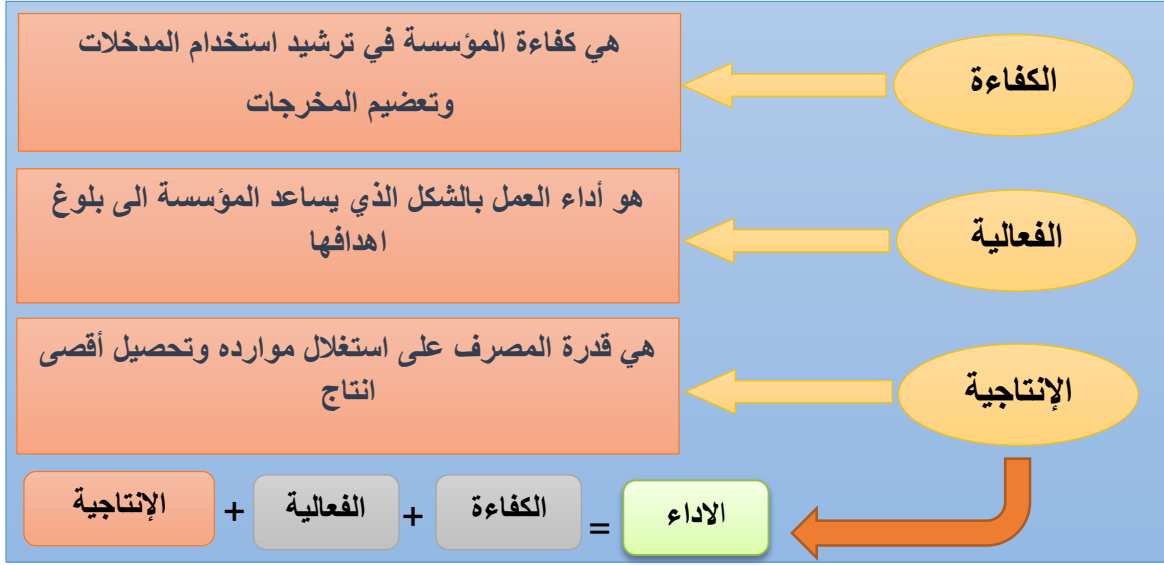 الكفاءة
هي كفاءة المؤسسة في ترشيد استخدام المدخلات
وتعضيم المخرجات
الفعالية
هو أداء العمل بالشكل الذي يساعد المؤسسة الى بلوغ
اهدافها
الإنتاجية
هي قدرة المصرف على استغلال موارده وتحصيل أقصى
انتاج
الاداء = الكفاءة + الفعالية + الإنتاجية